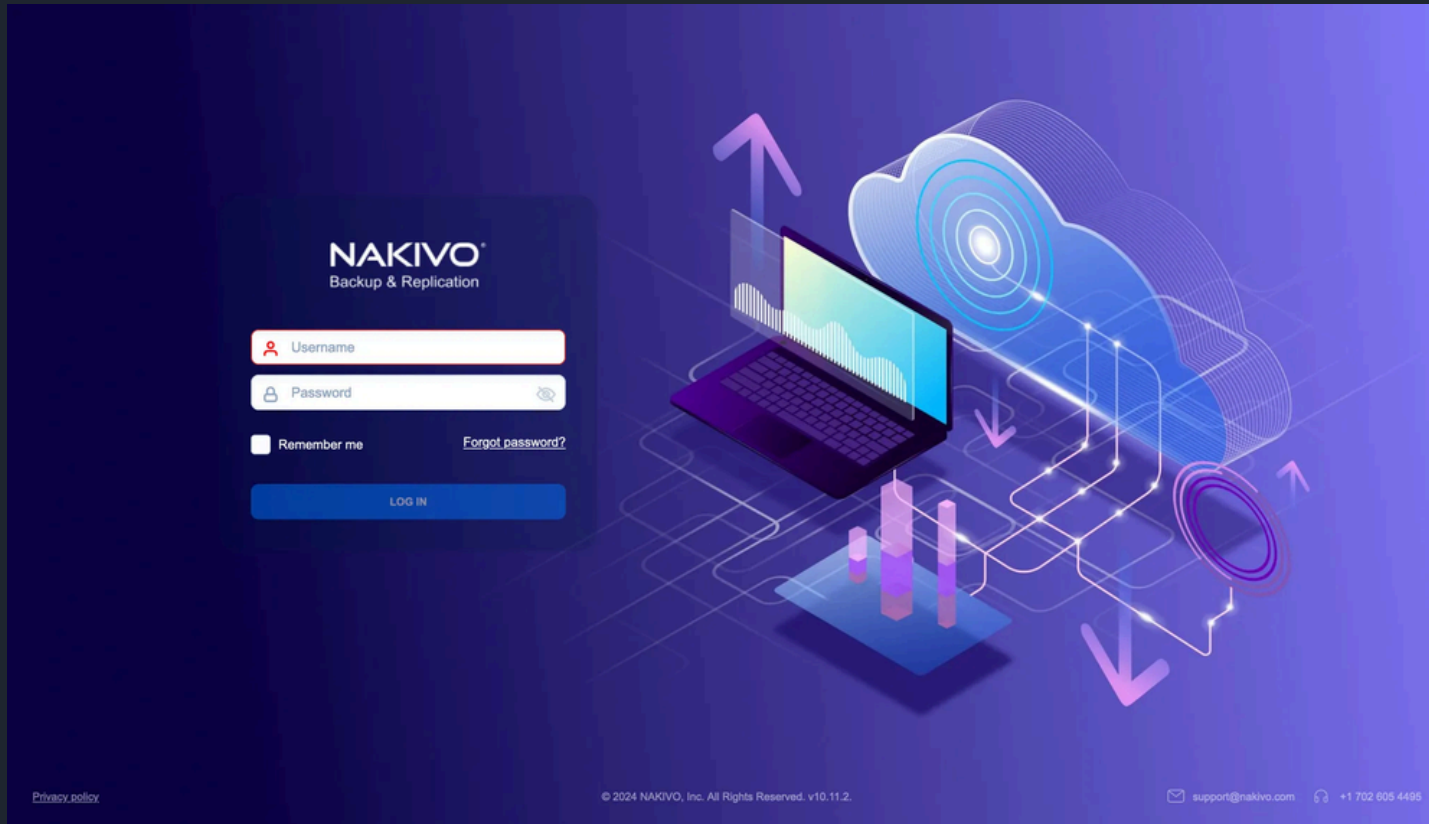 NAKIVO®
Backup & Replication
Username
Password
Remember me
Forgot password?
LOG IN
Privacy policy
© 2024 NAKIVO, Inc. All Rights Reserved. v10.11.2.
support@nakivo.com
+1 702 605 4495